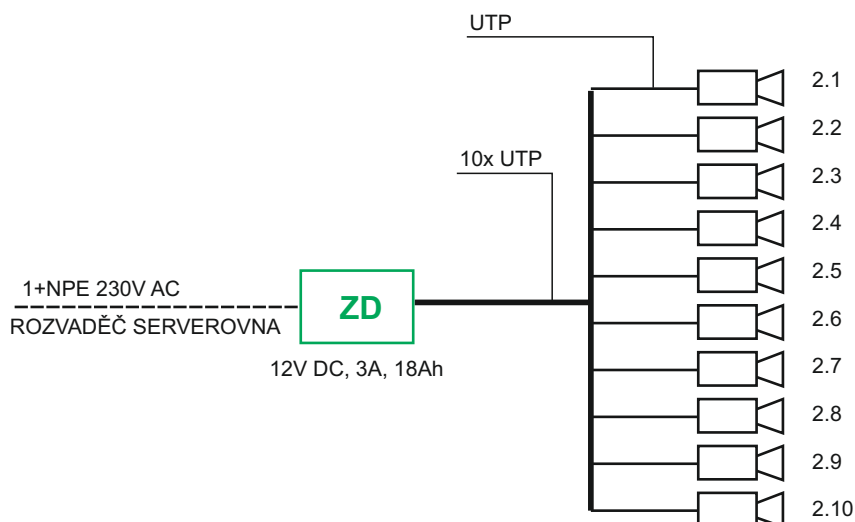 UTP
2.1
2.2
10x UTP
2.3
2.4
2.5
1+NPE 230V AC
ZD
2.6
ROZVADĚČ SERVEROVNA
12V DC, 3A, 18Ah
2.7
2.8
2.9
2.10